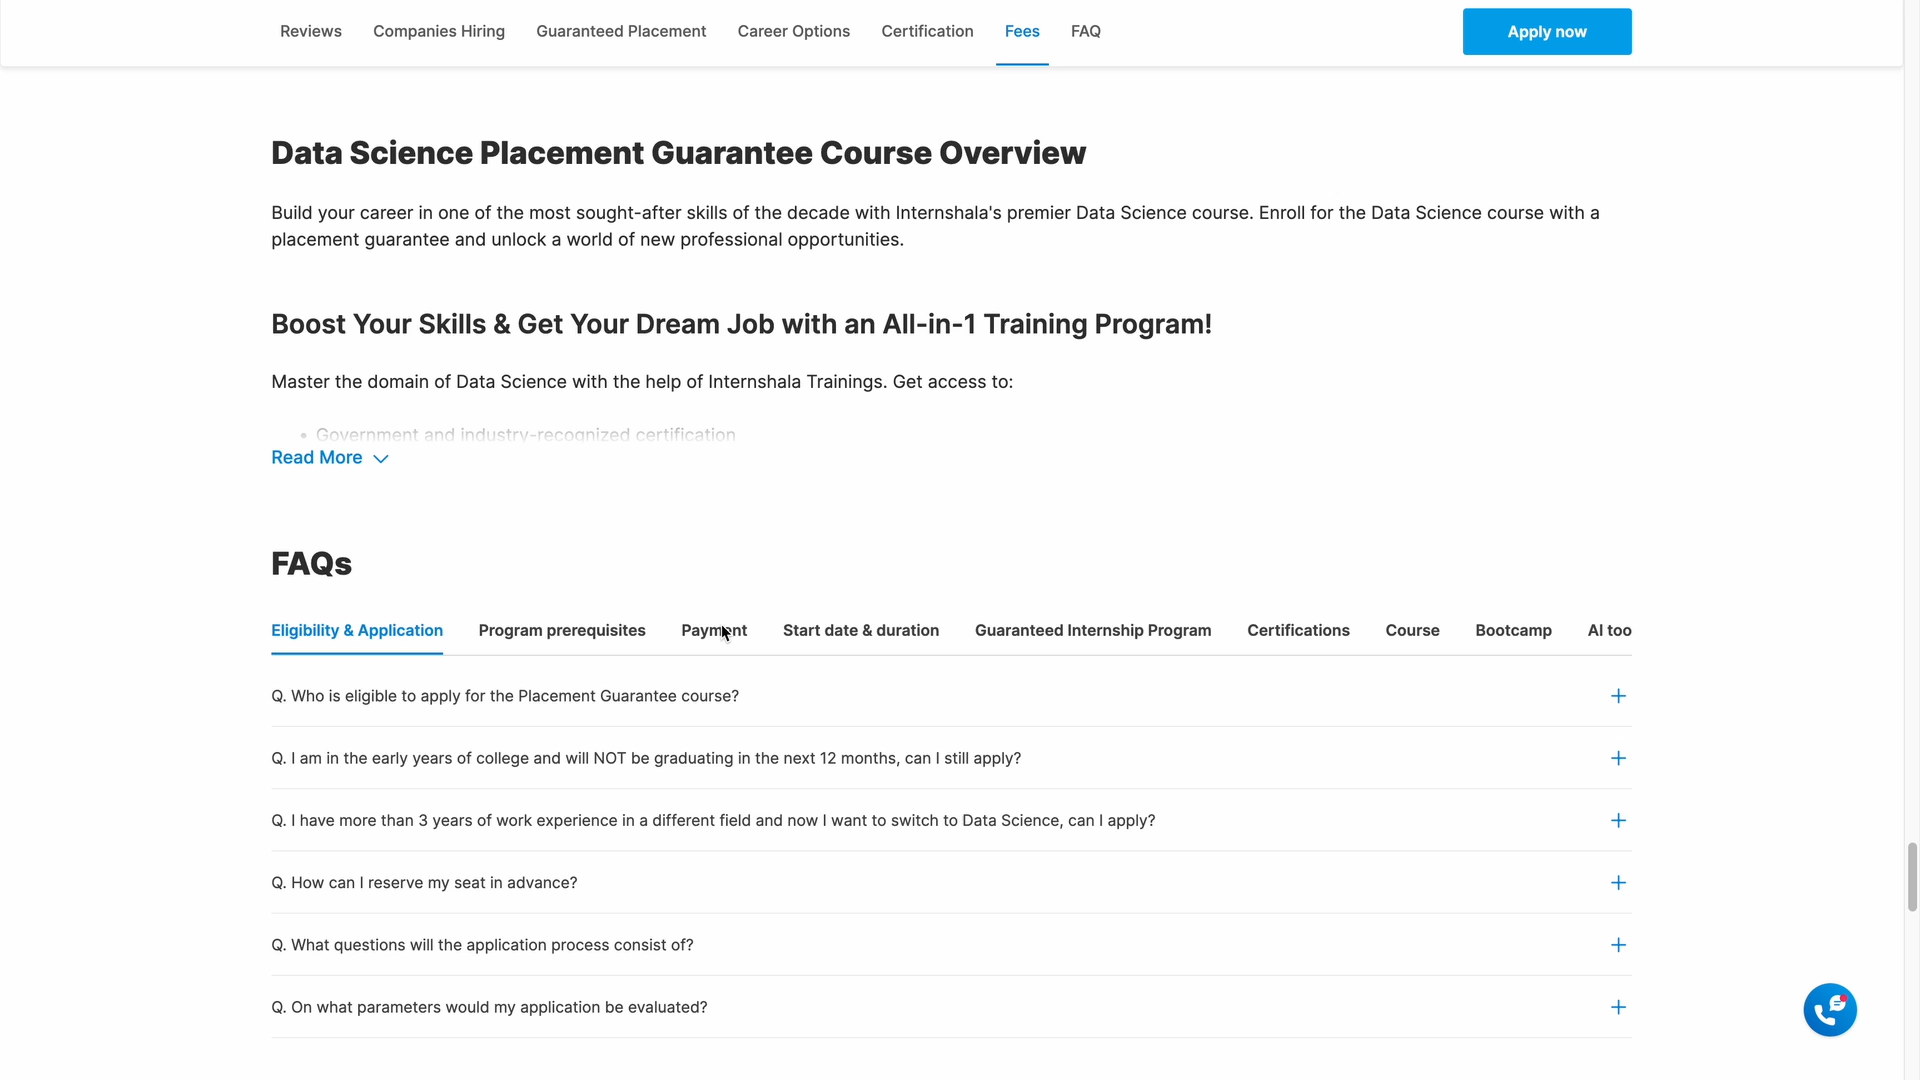 Reviews Companies Hiring Guaranteed Placement Career Options Certification Fees FAQ Apply now
Data Science Placement Guarantee Course Overview
Build your career in one of the most sought-after skills of the decade with Internshala's premier Data Science course. Enroll for the Data Science course with a
placement guarantee and unlock a world of new professional opportunities.
Boost Your Skills & Get Your Dream Job with an All-in-1 Training Program!
Master the domain of Data Science with the help of Internshala Trainings. Get access to:
• Government and industry-recognized certification
Read More
FAQs
Eligibility & Application Program prerequisites Payment Start date & duration Guaranteed Internship Program Certifications Course Bootcamp AI too
Q. Who is eligible to apply for the Placement Guarantee course?
Q. I am in the early years of college and will NOT be graduating in the next 12 months, can I still apply?
Q. I have more than 3 years of work experience in a different field and now I want to switch to Data Science, can I apply?
Q. How can I reserve my seat in advance?
Q. What questions will the application process consist of?
Q. On what parameters would my application be evaluated?